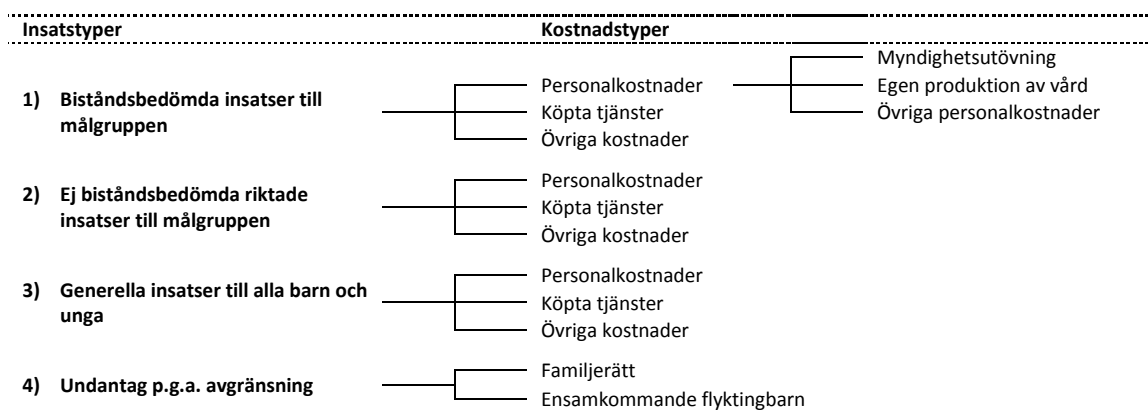 Insatstyper Kostnadstyper
Myndighetsutövning
1) Biståndsbedömda insatser till målgruppen
Personalkostnader Egen produktion av vård
Köpta tjänster Övriga personalkostnader
Övriga kostnader
2) Ej biståndsbedömda riktade
insatser till målgruppen
Personalkostnader
Köpta tjänster
Övriga kostnader
3) Generella insatser till alla barn och
unga
Personalkostnader
Köpta tjänster
Övriga kostnader
4) Undantag p.g.a. avgränsning
Familjerätt
Ensamkommande flyktingbarn